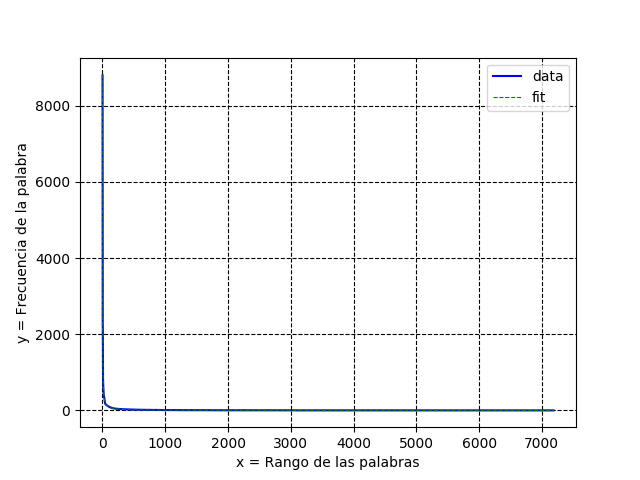 data
fit
8000
6000
4000
2000
0
y = Frecuencia de la palabra
0 1000 2000 3000 4000 5000 6000 7000
x = Rango de las palabras